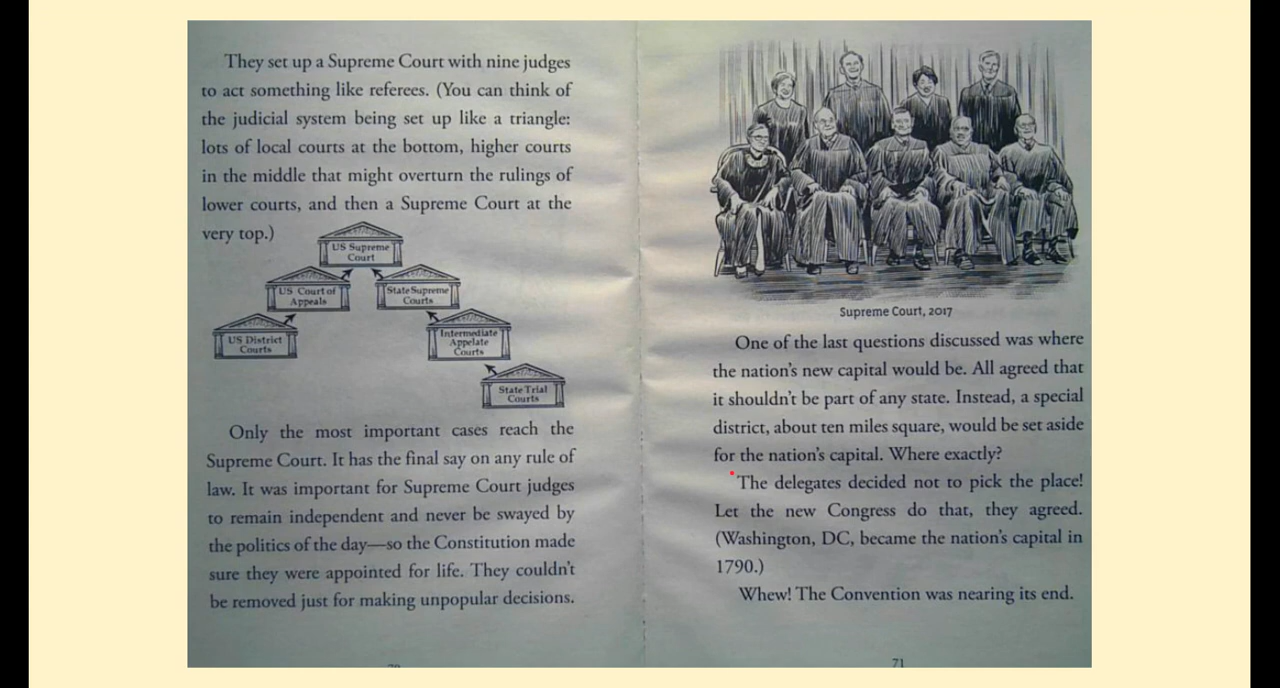 They set up a Supreme Court with nine judges
to act something like referees. (You can think of
the judicial system being set up like a triangle:
lots of local courts at the bottom, higher courts
in the middle that might overturn the rulings of
lower courts, and then a Supreme Court at the
very top.)
US Supreme
Court
US Court of
Appeals
State Supreme
Courts
US District
Courts
Intermediate
Appelate
Courts
State Trial
Courts
Only the most important cases reach the
Supreme Court. It has the final say on any rule of
law. It was important for Supreme Court judges
to remain independent and never be swayed by
the politics of the day—so the Constitution made
sure they were appointed for life. They couldn't
be removed just for making unpopular decisions.
Supreme Court, 2017
One of the last questions discussed was where
the nation's new capital would be. All agreed that
it shouldn't be part of any state. Instead, a special
district, about ten miles square, would be set aside
for the nation's capital. Where exactly?
The delegates decided not to pick the place!
Let the new Congress do that, they agreed.
(Washington, DC, became the nation's capital in
1790.)
Whew! The Convention was nearing its end.
71